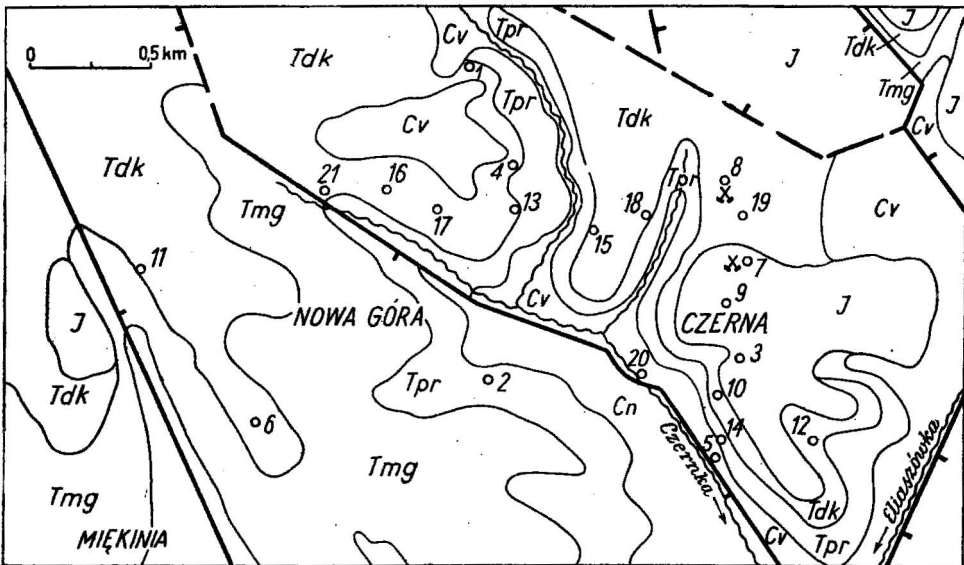 0 0,5 km
Tdk
Cv
Tpr
J
J
Tdk
Tmg
J
Cv
1
Tpr
Cv
Tdk
Tdk
Tmg
21
16
4
17
13
15
18
Tpr
8
19
Cv
11
7
J
NOWA GÓRA
Cv
9
CZERNA
J
Tdk
20
3
Tpr
2
10
6
Cn
14
5
12
Czernka
Tmg
Tmg
Eliaszówka
Tdk
MIĘKINIA
Cv
Tpr